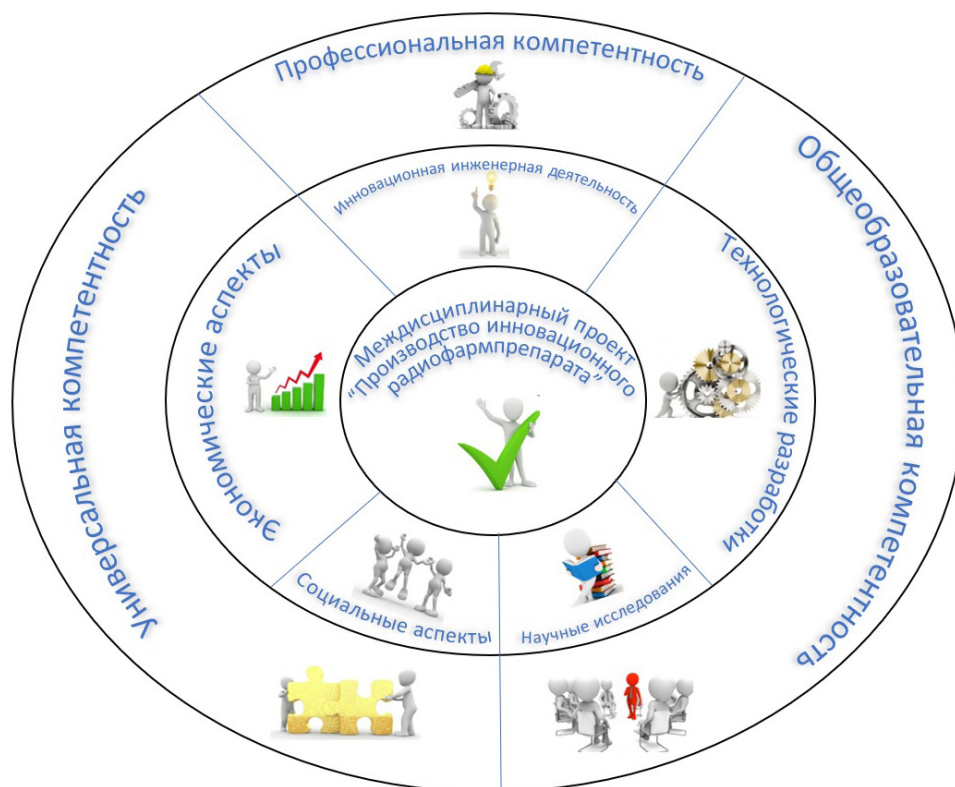 Профессиональная компетентность
Общеобразовательная компетентность
Универсальная компетентность
Инновационная инженерная деятельность
Технологические разработки
Научные исследования
Социальные аспекты
Экономические аспекты
Междисциплинарный проект
“Производство инновационного
радиофармпрепарата”